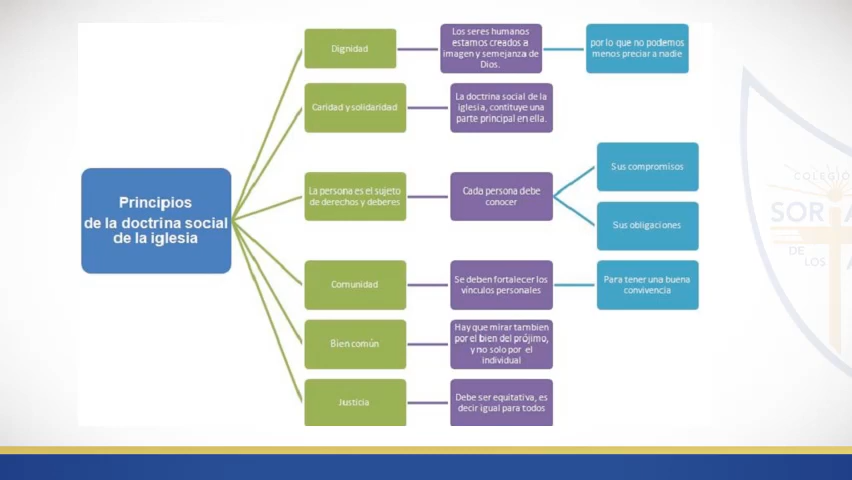 Dignidad
Los seres humanos
estamos creados a
imagen y semejanza de
Dios.
por lo que no podemos
menos preciar a nadie
Caridad y solidaridad
La doctrina social de la
iglesia, contituye una
parte principal en ella.
Principios
de la doctrina social
de la iglesia
La persona es el sujeto
de derechos y deberes
Cada persona debe
conocer
Sus compromisos
Sus obligaciones
Comunidad
Se deben fortalecer los
vínculos personales
Para tener una buena
convivencia
Bien común
Hay que mirar tambien
por el bien del prójimo,
y no solo por el
individual
Justicia
Debe ser equitativa, es
decir igual para todos
COLEGIO
SOR
DE
LOS